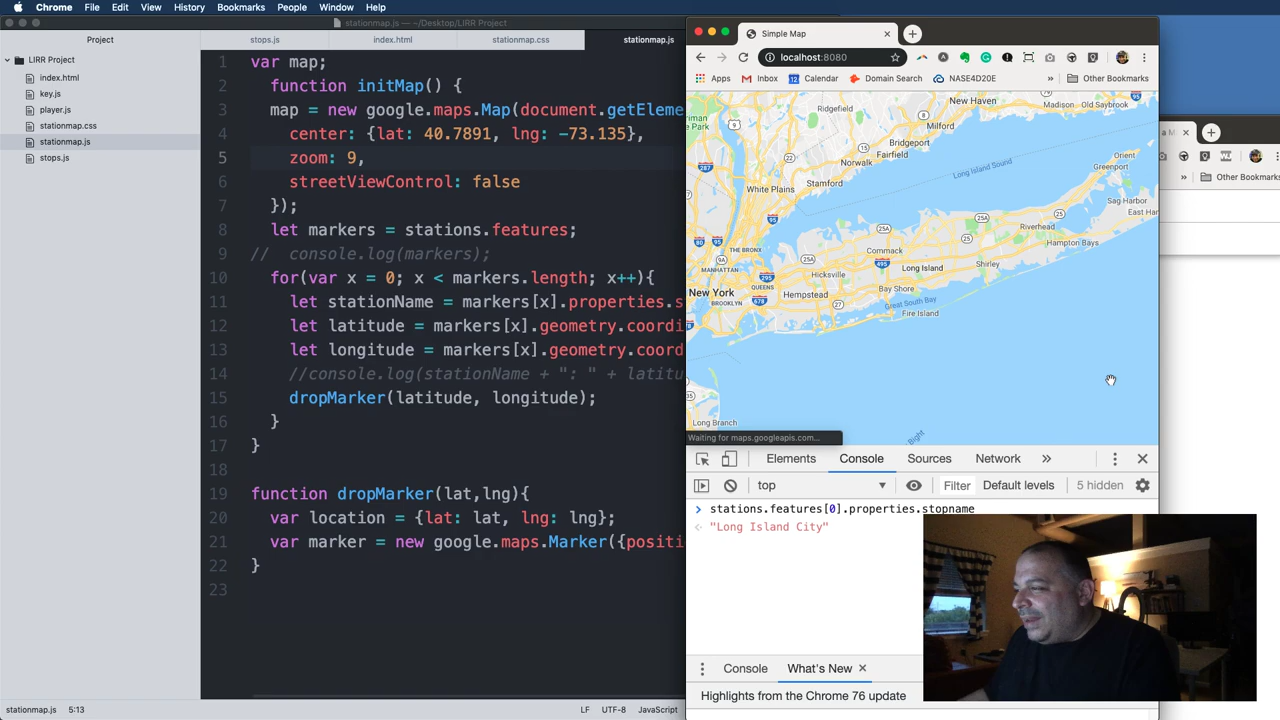 Chrome File Edit View History Bookmarks People Window Help
stationmap.js — ~/Desktop/LIRR Project
Project
stops.js
index.html
stationmap.css
stationmap.js
LIRR Project
index.html
key.js
player.js
stationmap.css
stationmap.js
stops.js
1 var map;
2 function initMap() {
3 map = new google.maps.Map(document.getEleme
4 center: {lat: 40.7891, lng: -73.135},
5 zoom: 9,
6 streetViewControl: false
7 });
8 let markers = stations.features;
9 // console.log(markers);
10 for(var x = 0; x < markers.length; x++){
11 let stationName = markers[x].properties.s
12 let latitude = markers[x].geometry.coordi
13 let longitude = markers[x].geometry.coord
14 //console.log(stationName + ": " + latitu
15 dropMarker(latitude, longitude);
16 }
17 }
18
19 function dropMarker(lat,lng){
20 var location = {lat: lat, lng: lng};
21 var marker = new google.maps.Marker({positi
22 }
23
stationmap.js 5:13
LF UTF-8 JavaScript
Simple Map
localhost:8080
Apps Inbox Calendar Domain Search NASE4D20E » Other Bookmarks
a M
» Other Bookmarks
Ridgefield
New Haven
Madison Old Saybrook
Milford
Bridgeport
Fairfield
Norwalk
Stamford
White Plains
Long Island Sound
Orient
Greenport
Sag Harbor
East Han
Riverhead
Hampton Bays
Commack
Long Island
Shirley
THE BRONX
MANHATTAN
Hicksville
QUEENS
Bay Shore
New York
Hempstead
BROOKLYN
Great South Bay
Fire Island
Long Branch
Bight
Waiting for maps.googleapis.com...
Elements Console Sources Network »
top Filter Default levels 5 hidden
> stations.features[0].properties.stopname
"Long Island City"
Console What's New
Highlights from the Chrome 76 update